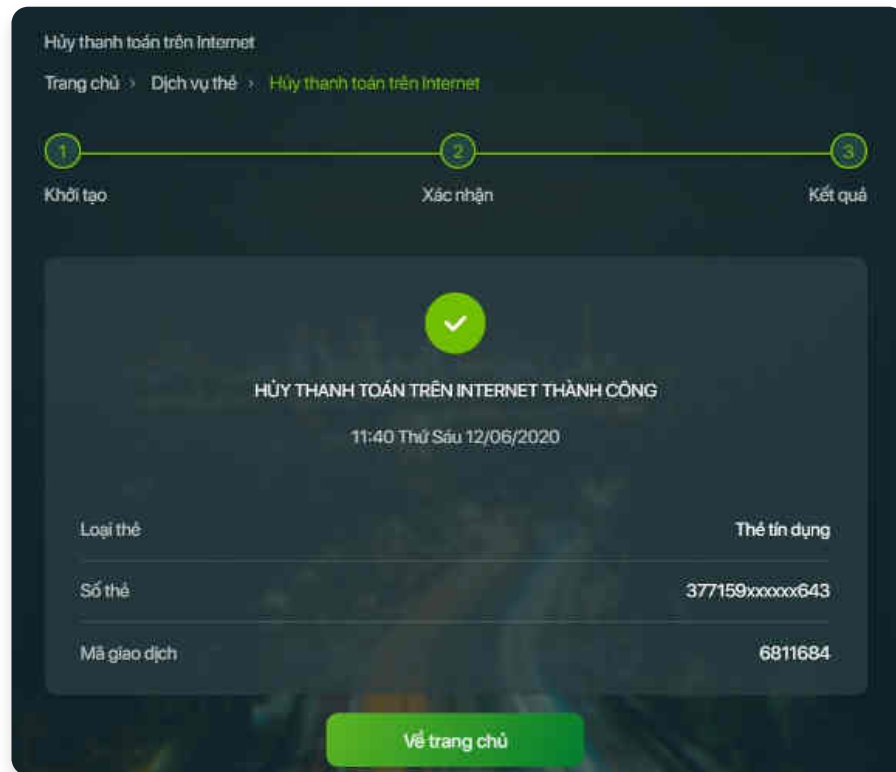 Hủy thanh toán trên Internet
Trang chủ > Dịch vụ thẻ > Hủy thanh toán trên Internet
1 2 3
Khởi tạo Xác nhận Kết quả
HỦY THANH TOÁN TRÊN INTERNET THÀNH CÔNG
11:40 Thứ Sáu 12/06/2020
Loại thẻ Thẻ tín dụng
Số thẻ 377159xxxxxx643
Mã giao dịch 6811684
Về trang chủ